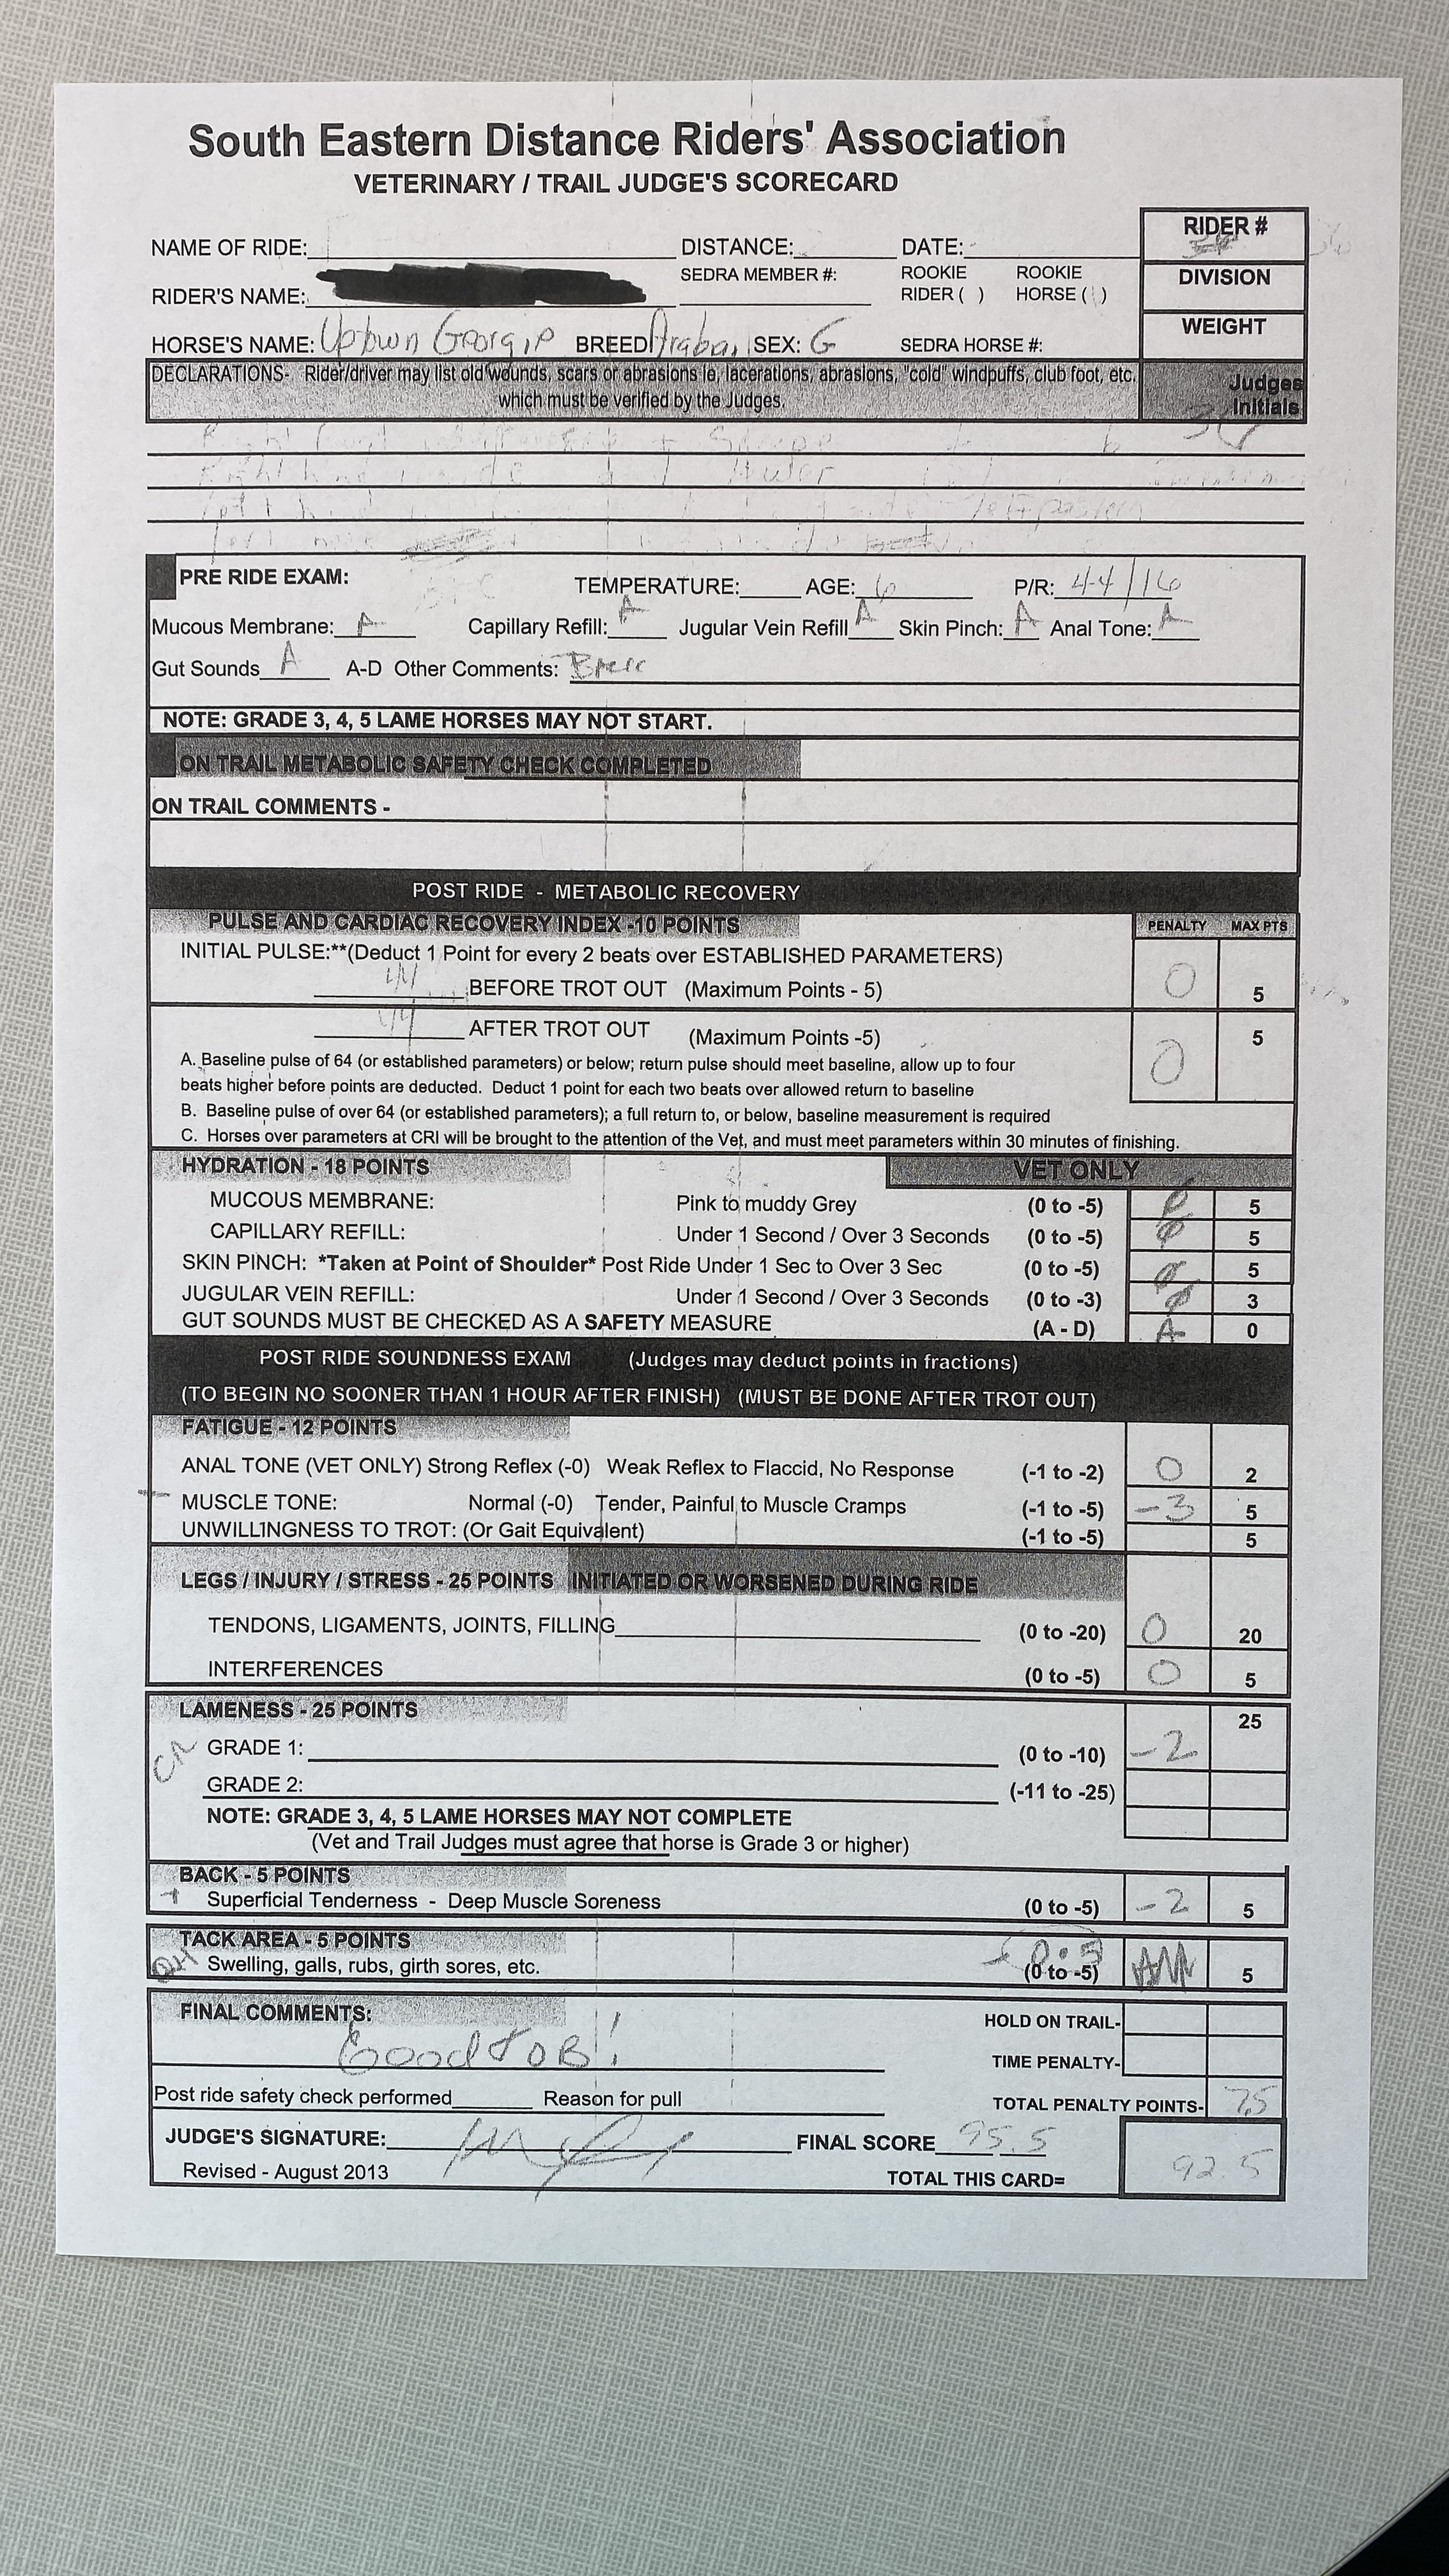 South Eastern Distance Riders' Association
VETERINARY / TRAIL JUDGE'S SCORECARD
RIDER #
NAME OF RIDE: DISTANCE: DATE:
SEDRA MEMBER #: ROOKIE ROOKIE
RIDER'S NAME: RIDER ( ) HORSE ( )
DIVISION
WEIGHT
HORSE'S NAME: BREED SEX: G SEDRA HORSE #:
DECLARATIONS- Rider/driver may list old wounds, scars or abrasions ie, lacerations, abrasions, "cold" windpuffs, club foot, etc.
which must be verified by the Judges.
Judges
Initials
Right
PRE RIDE EXAM:
TEMPERATURE: AGE: 6 P/R: 44/16
Mucous Membrane: A Capillary Refill: A Jugular Vein Refill A Skin Pinch: A Anal Tone: A
Gut Sounds A A-D Other Comments:
NOTE: GRADE 3, 4, 5 LAME HORSES MAY NOT START.
ON TRAIL METABOLIC SAFETY CHECK COMPLETED
ON TRAIL COMMENTS -
POST RIDE - METABOLIC RECOVERY
PULSE AND CARDIAC RECOVERY INDEX -10 POINTS PENALTY MAX PTS
INITIAL PULSE:**(Deduct 1 Point for every 2 beats over ESTABLISHED PARAMETERS)
44 BEFORE TROT OUT (Maximum Points - 5) 0 5
44 AFTER TROT OUT (Maximum Points -5) 0 5
A. Baseline pulse of 64 (or established parameters) or below; return pulse should meet baseline, allow up to four
beats higher before points are deducted. Deduct 1 point for each two beats over allowed return to baseline
B. Baseline pulse of over 64 (or established parameters); a full return to, or below, baseline measurement is required
C. Horses over parameters at CRI will be brought to the attention of the Vet, and must meet parameters within 30 minutes of finishing.
HYDRATION - 18 POINTS VET ONLY
MUCOUS MEMBRANE: Pink to muddy Grey (0 to -5) 0 5
CAPILLARY REFILL: Under 1 Second / Over 3 Seconds (0 to -5) 0 5
SKIN PINCH: *Taken at Point of Shoulder* Post Ride Under 1 Sec to Over 3 Sec (0 to -5) 0 5
JUGULAR VEIN REFILL: Under 1 Second / Over 3 Seconds (0 to -3) 0 3
GUT SOUNDS MUST BE CHECKED AS A SAFETY MEASURE (A - D) A 0
POST RIDE SOUNDNESS EXAM (Judges may deduct points in fractions)
(TO BEGIN NO SOONER THAN 1 HOUR AFTER FINISH) (MUST BE DONE AFTER TROT OUT)
FATIGUE - 12 POINTS
ANAL TONE (VET ONLY) Strong Reflex (-0) Weak Reflex to Flaccid, No Response (-1 to -2) 0 2
MUSCLE TONE: Normal (-0) Tender, Painful to Muscle Cramps (-1 to -5) -3 5
UNWILLINGNESS TO TROT: (Or Gait Equivalent) (-1 to -5) 5
LEGS / INJURY / STRESS - 25 POINTS INITIATED OR WORSENED DURING RIDE
TENDONS, LIGAMENTS, JOINTS, FILLING (0 to -20) 0 20
INTERFERENCES (0 to -5) 0 5
LAMENESS - 25 POINTS 25
GRADE 1: (0 to -10) -2
GRADE 2: (-11 to -25)
NOTE: GRADE 3, 4, 5 LAME HORSES MAY NOT COMPLETE
(Vet and Trail Judges must agree that horse is Grade 3 or higher)
BACK - 5 POINTS
Superficial Tenderness - Deep Muscle Soreness (0 to -5) -2 5
TACK AREA - 5 POINTS 0.5
Swelling, galls, rubs, girth sores, etc. (0 to -5) 5
FINAL COMMENTS: HOLD ON TRAIL-
Good JOB!
TIME PENALTY-
Post ride safety check performed Reason for pull TOTAL PENALTY POINTS- 7.5
JUDGE'S SIGNATURE: FINAL SCORE 95.5
Revised - August 2013 TOTAL THIS CARD= 92.5